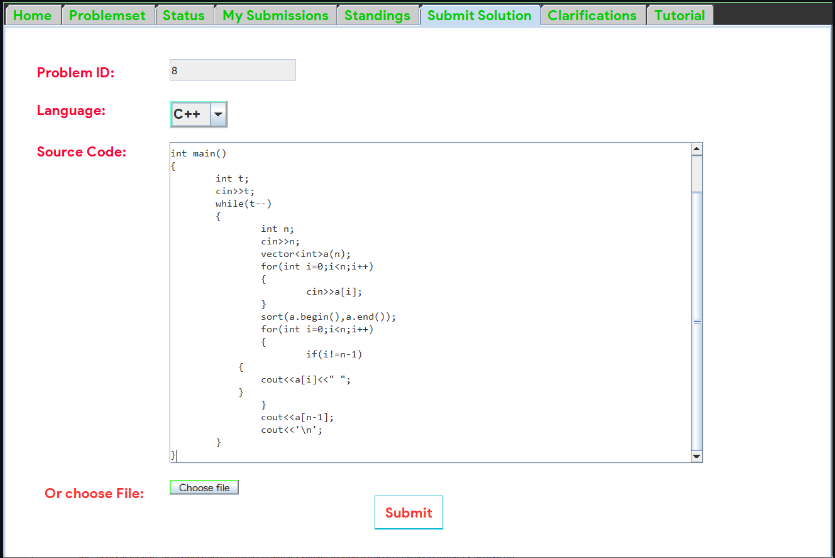 Home Problemset Status My Submissions Standings Submit Solution Clarifications Tutorial
Problem ID: 8
Language: C++
Source Code:
int main()
{
int t;
cin>>t;
while(t--)
{
int n;
cin>>n;
vector<int>a(n);
for(int i=0;i<n;i++)
{
cin>>a[i];
}
sort(a.begin(),a.end());
for(int i=0;i<n;i++)
{
if(i!=n-1)
{
cout<<a[i]<<" ";
}
}
cout<<a[n-1];
cout<<'\n';
}
}
Or choose File: Choose file
Submit